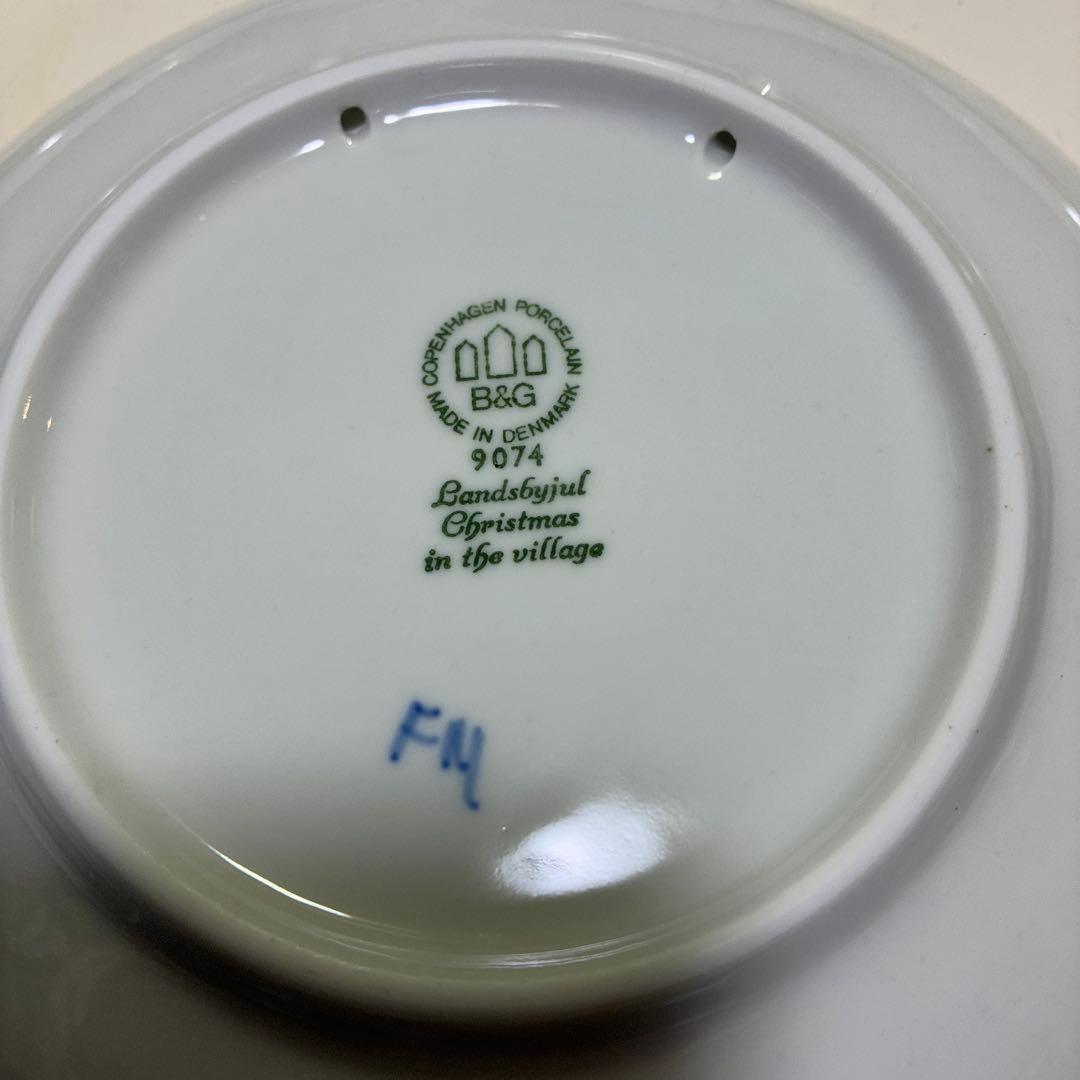 COPENHAGEN PORCELAIN
B&G
MADE IN DENMARK
9074
Landsbyjul
Christmas
in the village
FM